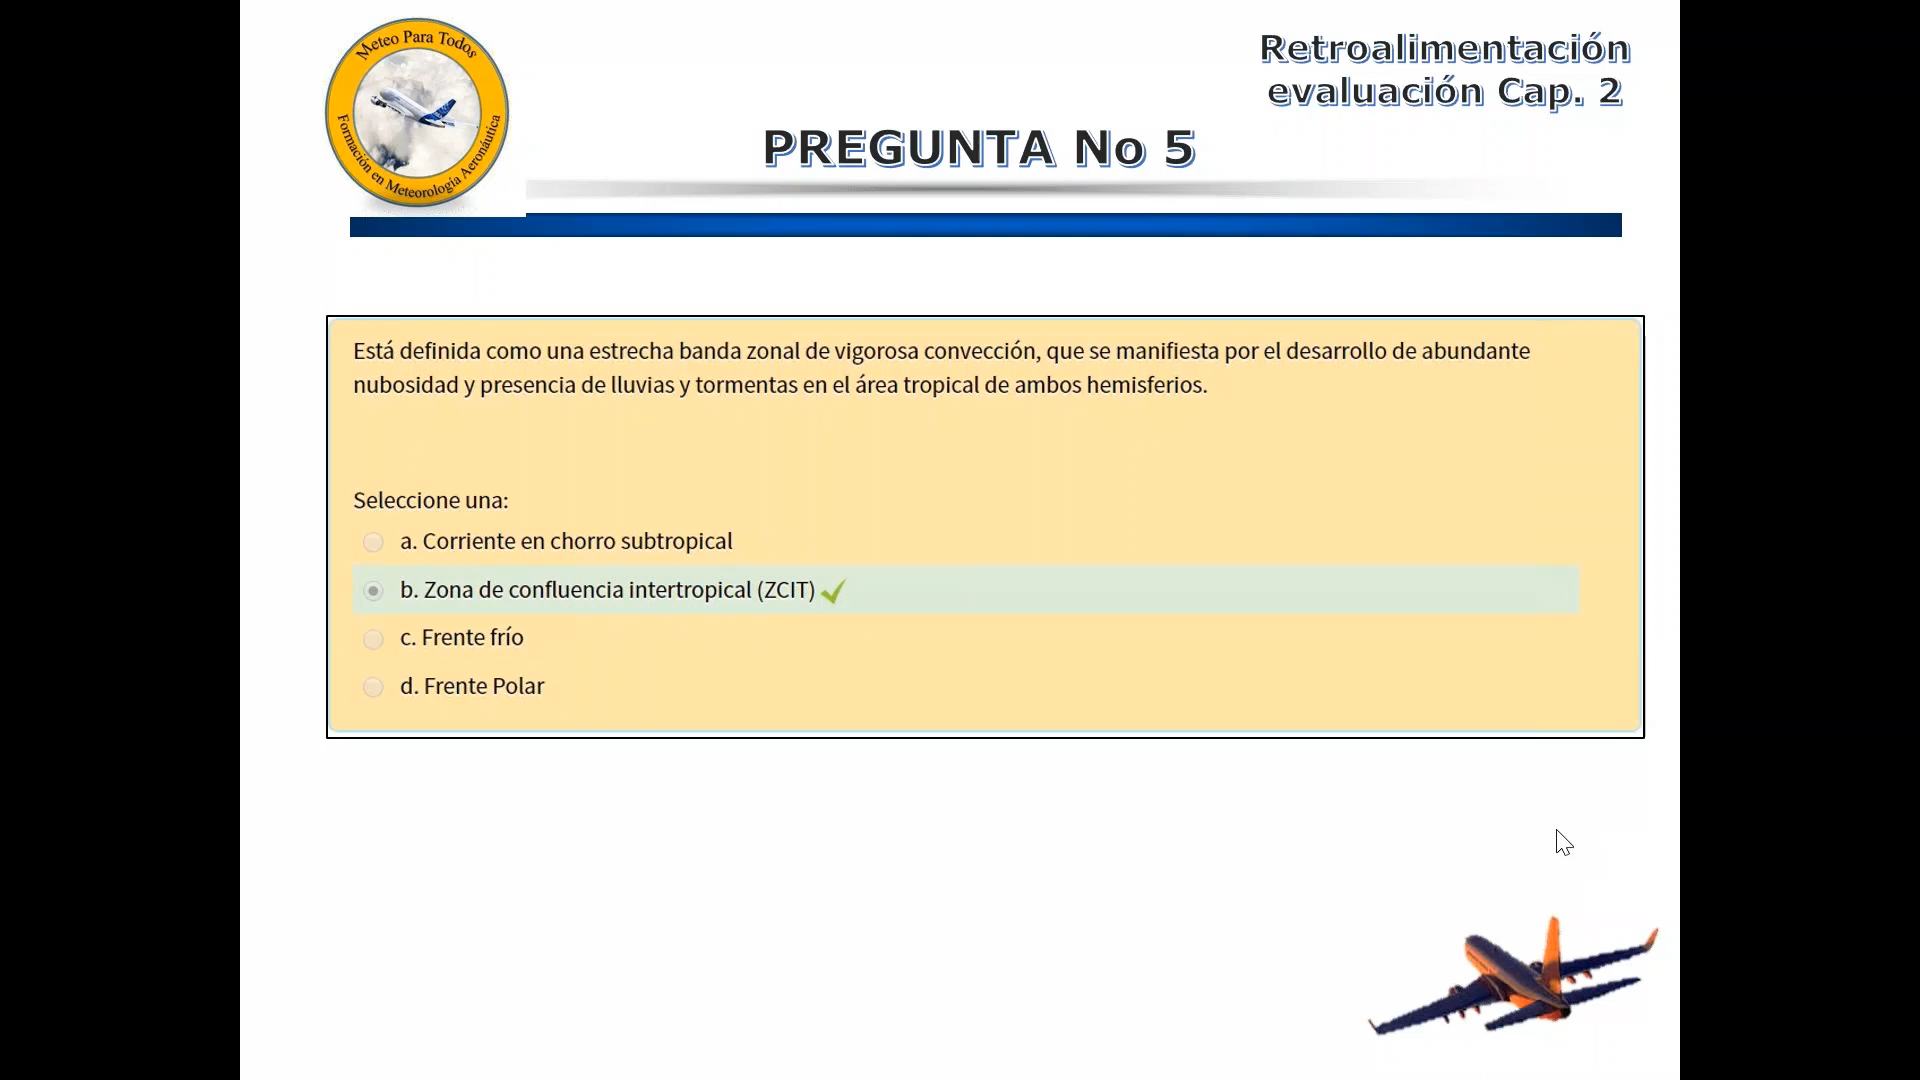 Meteo Para Todos
Formación en Meteorología Aeronáutica
Retroalimentación
evaluación Cap. 2
PREGUNTA No 5
Está definida como una estrecha banda zonal de vigorosa convección, que se manifiesta por el desarrollo de abundante
nubosidad y presencia de lluvias y tormentas en el área tropical de ambos hemisferios.
Seleccione una:
a. Corriente en chorro subtropical
b. Zona de confluencia intertropical (ZCIT)
c. Frente frío
d. Frente Polar